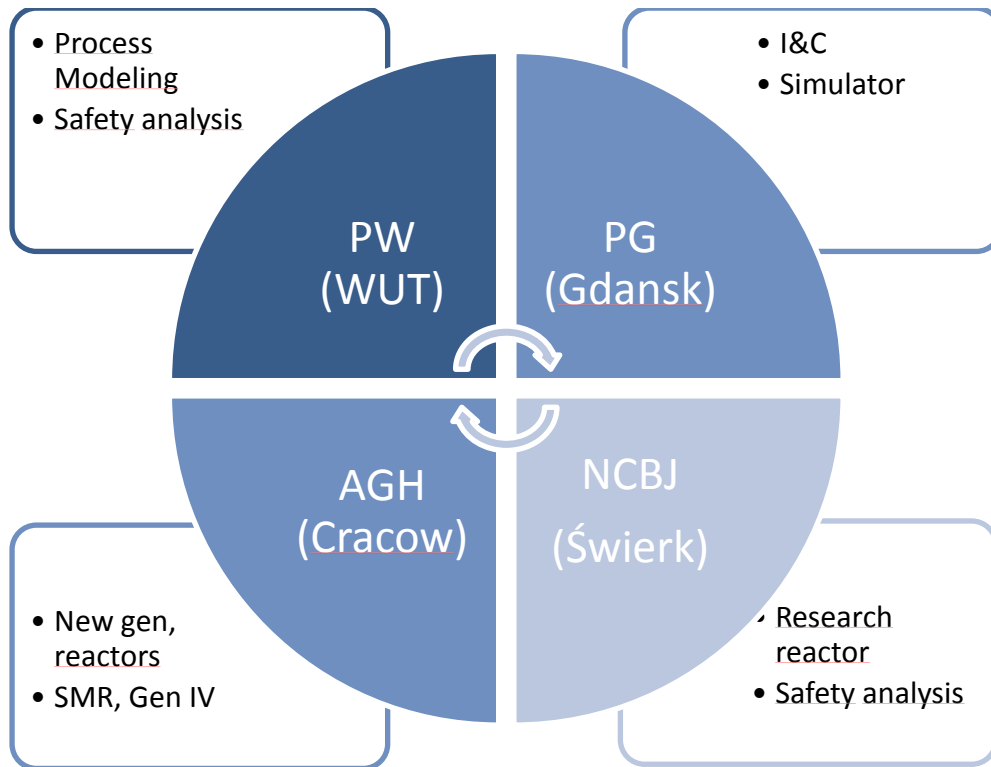 • Process
Modeling
• Safety analysis
• I&C
• Simulator
PW
(WUT)
PG
(Gdansk)
AGH
(Cracow)
NCBJ
(Świerk)
• New gen,
reactors
• SMR, Gen IV
• Research
reactor
• Safety analysis